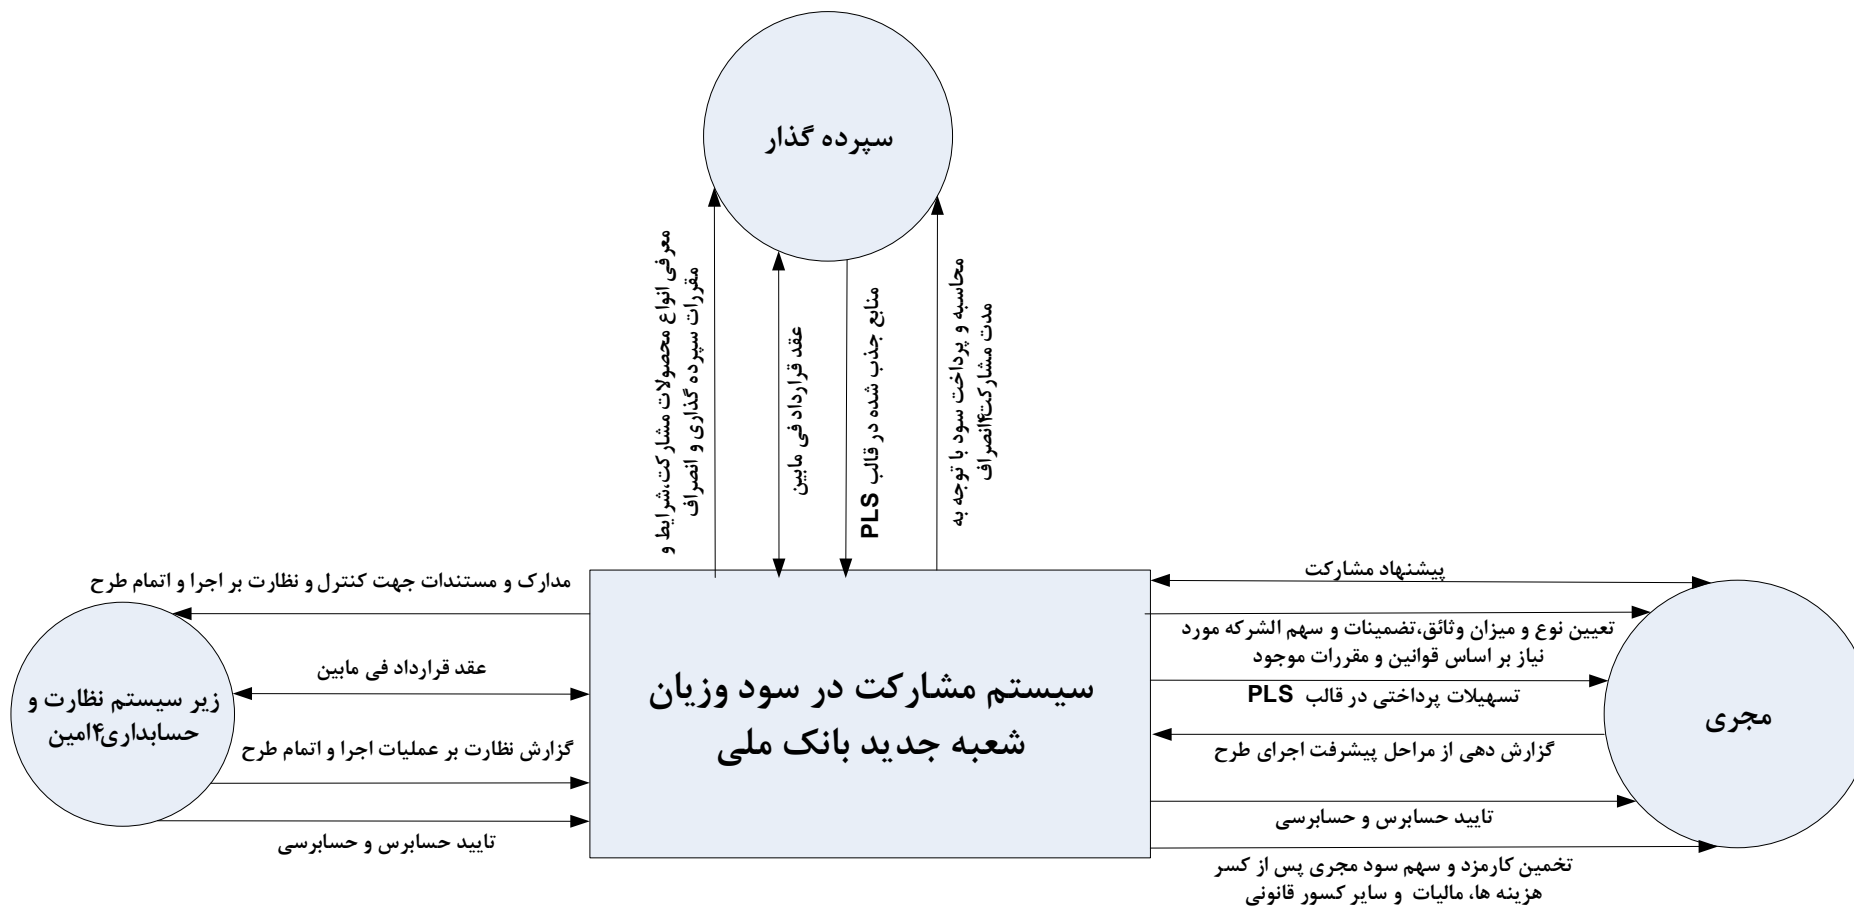 سپرده گذار
معرفی انواع محصولات مشارکت،شرایط و
مقررات سپرده گذاری و انصراف
عقد قرارداد فی مابین
منابع جذب شده در قالب PLS
محاسبه و پرداخت سود با توجه به
مدت مشارکت۴انصراف
پیشنهاد مشارکت
تعیین نوع و میزان وثائق،تضمینات و سهم الشرکه مورد
نیاز بر اساس قوانین و مقررات موجود
تسهیلات پرداختی در قالب PLS
مجری
گزارش دهی از مراحل پیشرفت اجرای طرح
تایید حسابرس و حسابرسی
تخمین کارمزد و سهم سود مجری پس از کسر
هزینه ها، مالیات و سایر کسور قانونی
سیستم مشارکت در سود وزیان
شعبه جدید بانک ملی
مدارک و مستندات جهت کنترل و نظارت بر اجرا و اتمام طرح
عقد قرارداد فی مابین
زیر سیستم نظارت و
حسابداری۴امین
گزارش نظارت بر عملیات اجرا و اتمام طرح
تایید حسابرس و حسابرسی